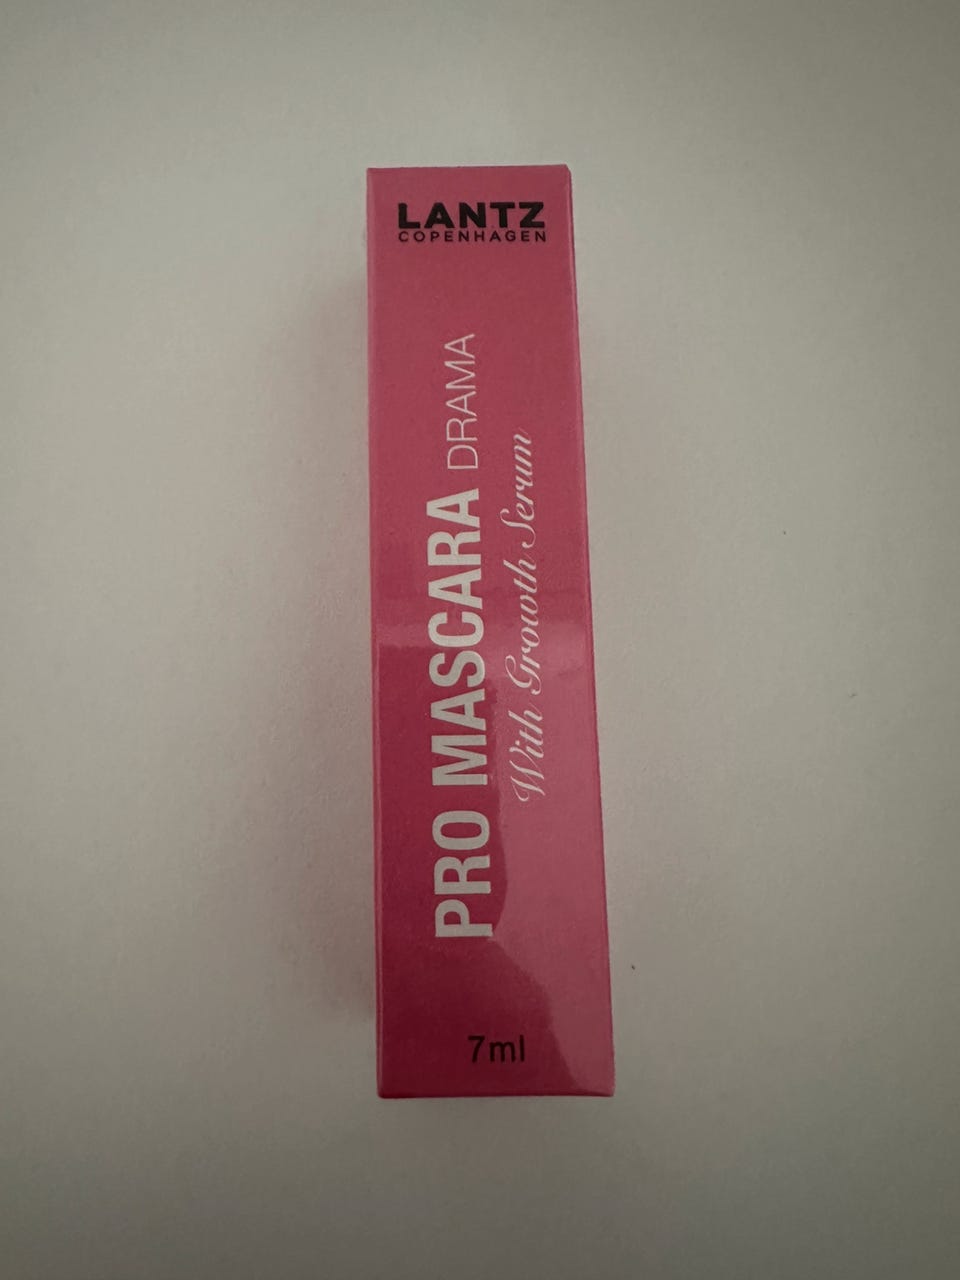 LANTZ
COPENHAGEN
PRO MASCARA DRAMA
With Growth Serum
7ml